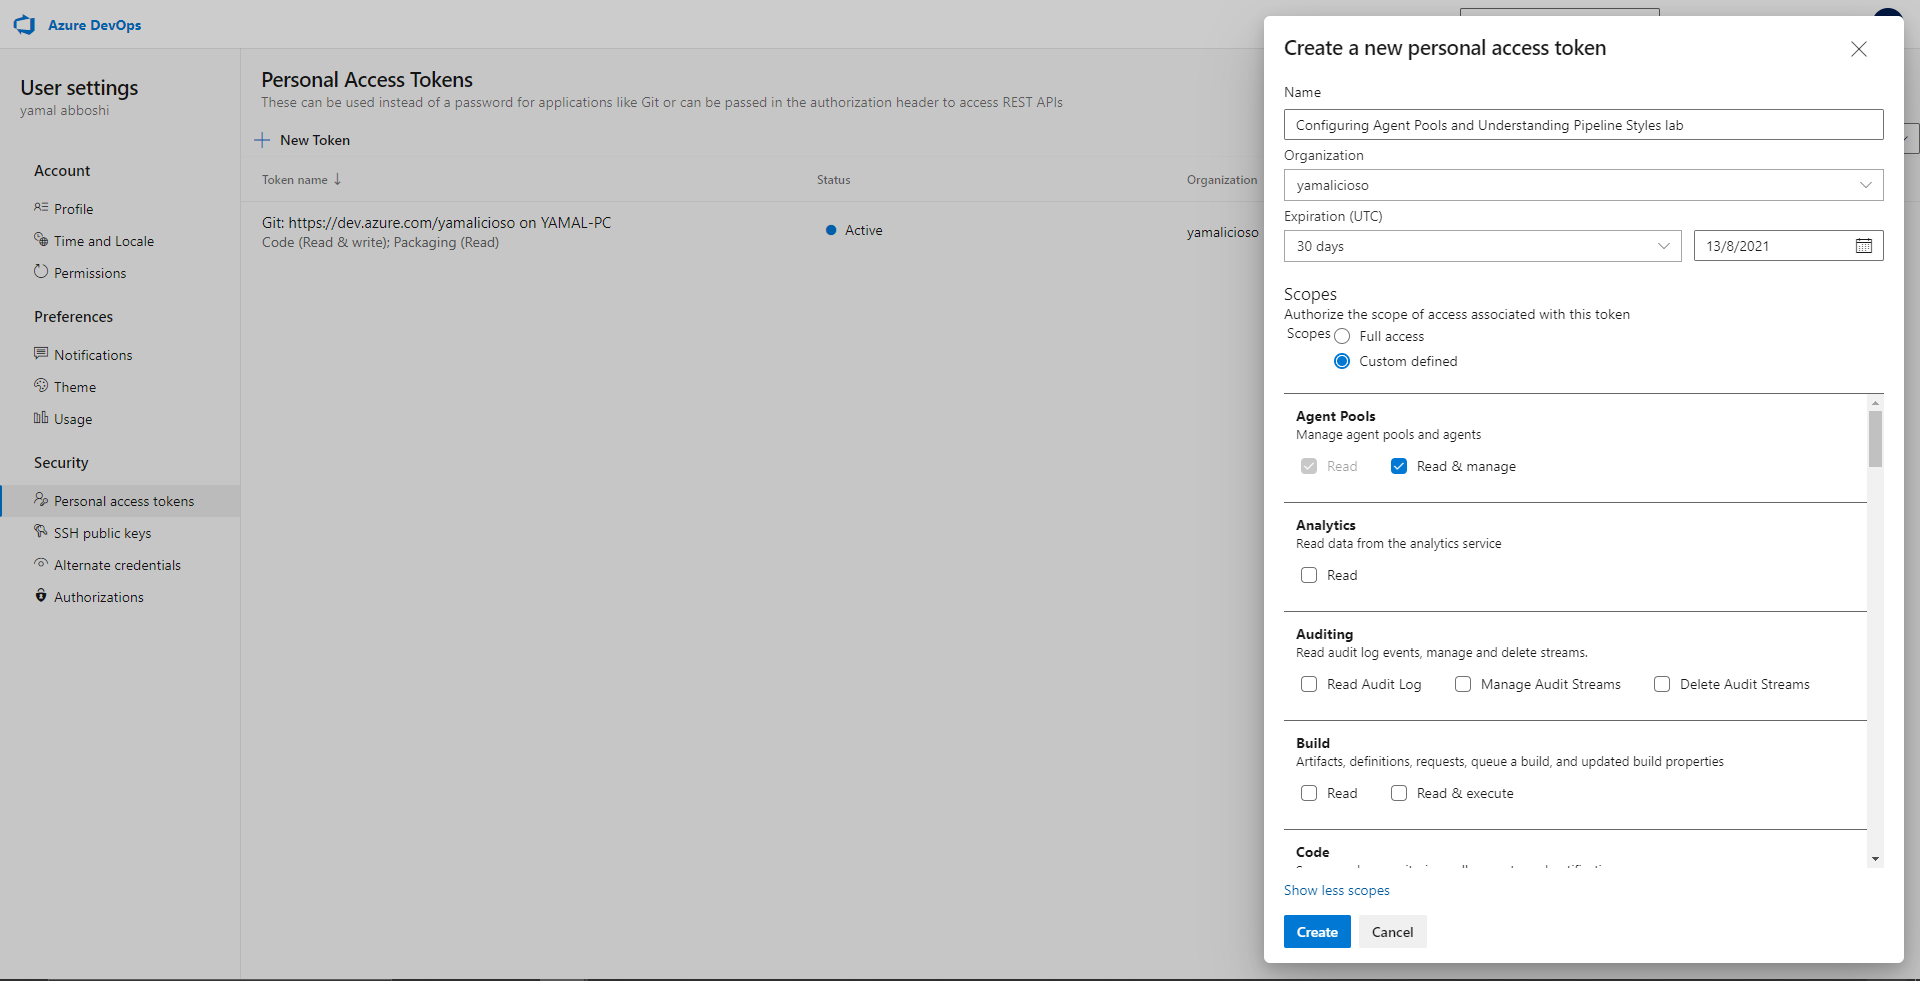 Azure DevOps
User settings
yamal abboshi
Account
Profile
Time and Locale
Permissions
Preferences
Notifications
Theme
Usage
Security
Personal access tokens
SSH public keys
Alternate credentials
Authorizations
Personal Access Tokens
These can be used instead of a password for applications like Git or can be passed in the authorization header to access REST APIs
New Token
Token name ↓ Status Organization
Git: https://dev.azure.com/yamalicioso on YAMAL-PC
Code (Read & write); Packaging (Read)
Active
yamalicioso
Create a new personal access token
Name
Configuring Agent Pools and Understanding Pipeline Styles lab
Organization
yamalicioso
Expiration (UTC)
30 days 13/8/2021
Scopes
Authorize the scope of access associated with this token
Scopes Full access
Custom defined
Agent Pools
Manage agent pools and agents
Read Read & manage
Analytics
Read data from the analytics service
Read
Auditing
Read audit log events, manage and delete streams.
Read Audit Log Manage Audit Streams Delete Audit Streams
Build
Artifacts, definitions, requests, queue a build, and updated build properties
Read Read & execute
Code
Show less scopes
Create Cancel